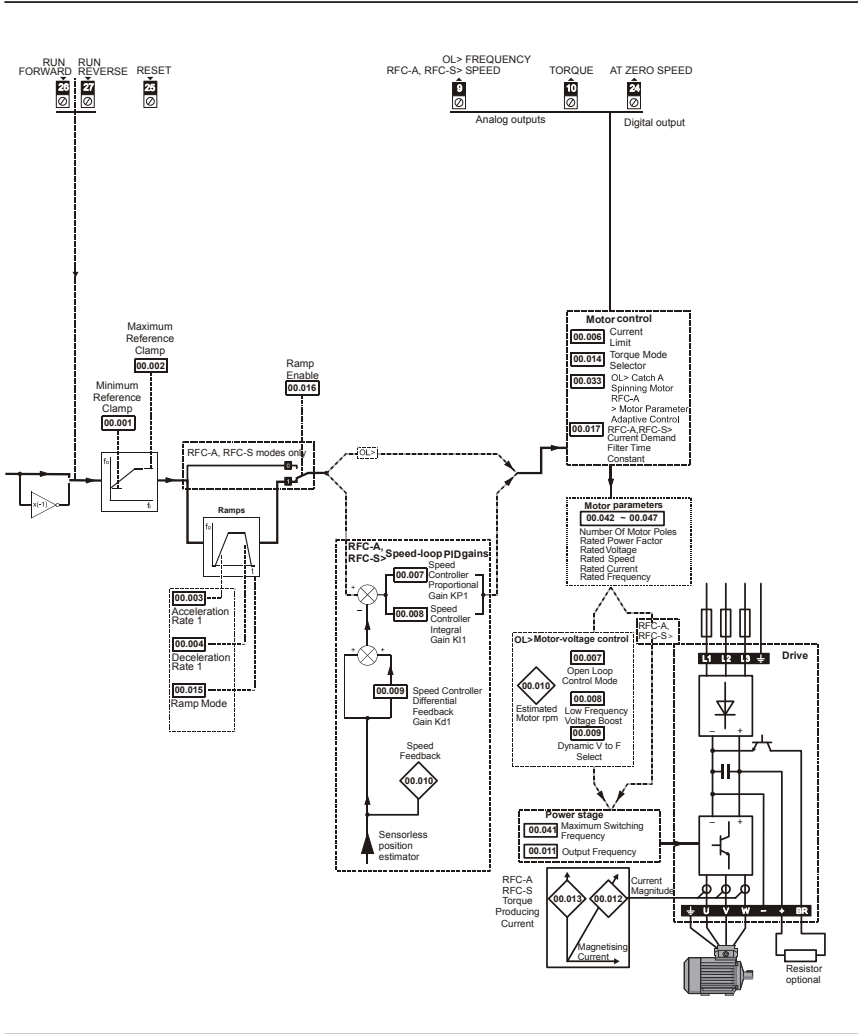 RUN FORWARD
RUN REVERSE
RESET
26
27
25
OL> FREQUENCY
RFC-A, RFC-S> SPEED
TORQUE
AT ZERO SPEED
9
10
24
Analog outputs
Digital output
Maximum
Reference
Clamp
00.002
Minimum
Reference
Clamp
00.001
Ramp
Enable
00.016
RFC-A, RFC-S modes only
0
1
OL>
x(-1)
Ramps
00.003
Acceleration
Rate 1
00.004
Deceleration
Rate 1
00.015
Ramp Mode
RFC-A,
RFC-S>
Speed-loop PID gains
00.007
Speed
Controller
Proportional
Gain KP1
00.008
Speed
Controller
Integral
Gain KI1
00.009
Speed Controller
Differential
Feedback
Gain Kd1
Speed
Feedback
00.010
Sensorless
position
estimator
Motor control
00.006
Current
Limit
00.014
Torque Mode
Selector
00.033
OL> Catch A
Spinning Motor
RFC-A
> Motor Parameter
Adaptive Control
00.017
RFC-A,RFC-S>
Current Demand
Filter Time
Constant
Motor parameters
00.042 ~ 00.047
Number Of Motor Poles
Rated Power Factor
Rated Voltage
Rated Speed
Rated Current
Rated Frequency
RFC-A,
RFC-S>
OL> Motor-voltage control
00.007
Open Loop
Control Mode
00.010
Estimated
Motor rpm
00.008
Low Frequency
Voltage Boost
00.009
Dynamic V to F
Select
Power stage
00.041
Maximum Switching
Frequency
00.011
Output Frequency
RFC-A
RFC-S
Torque
Producing
Current
00.013
00.012
Current
Magnitude
Magnetising
Current
L1 L2 L3
Drive
– +
– +
U V W – + BR
Resistor
optional